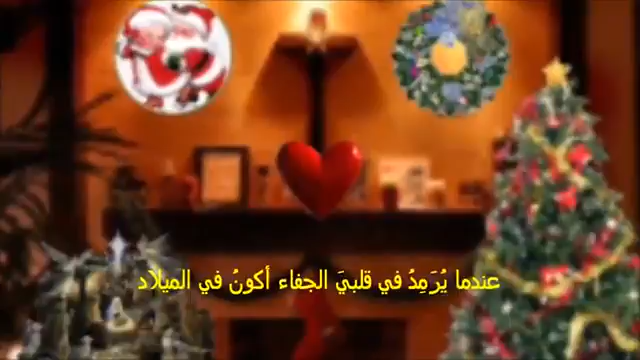 عندما يُرَمِدُ في قلبيَ الجفاء أكونُ في الميلاد